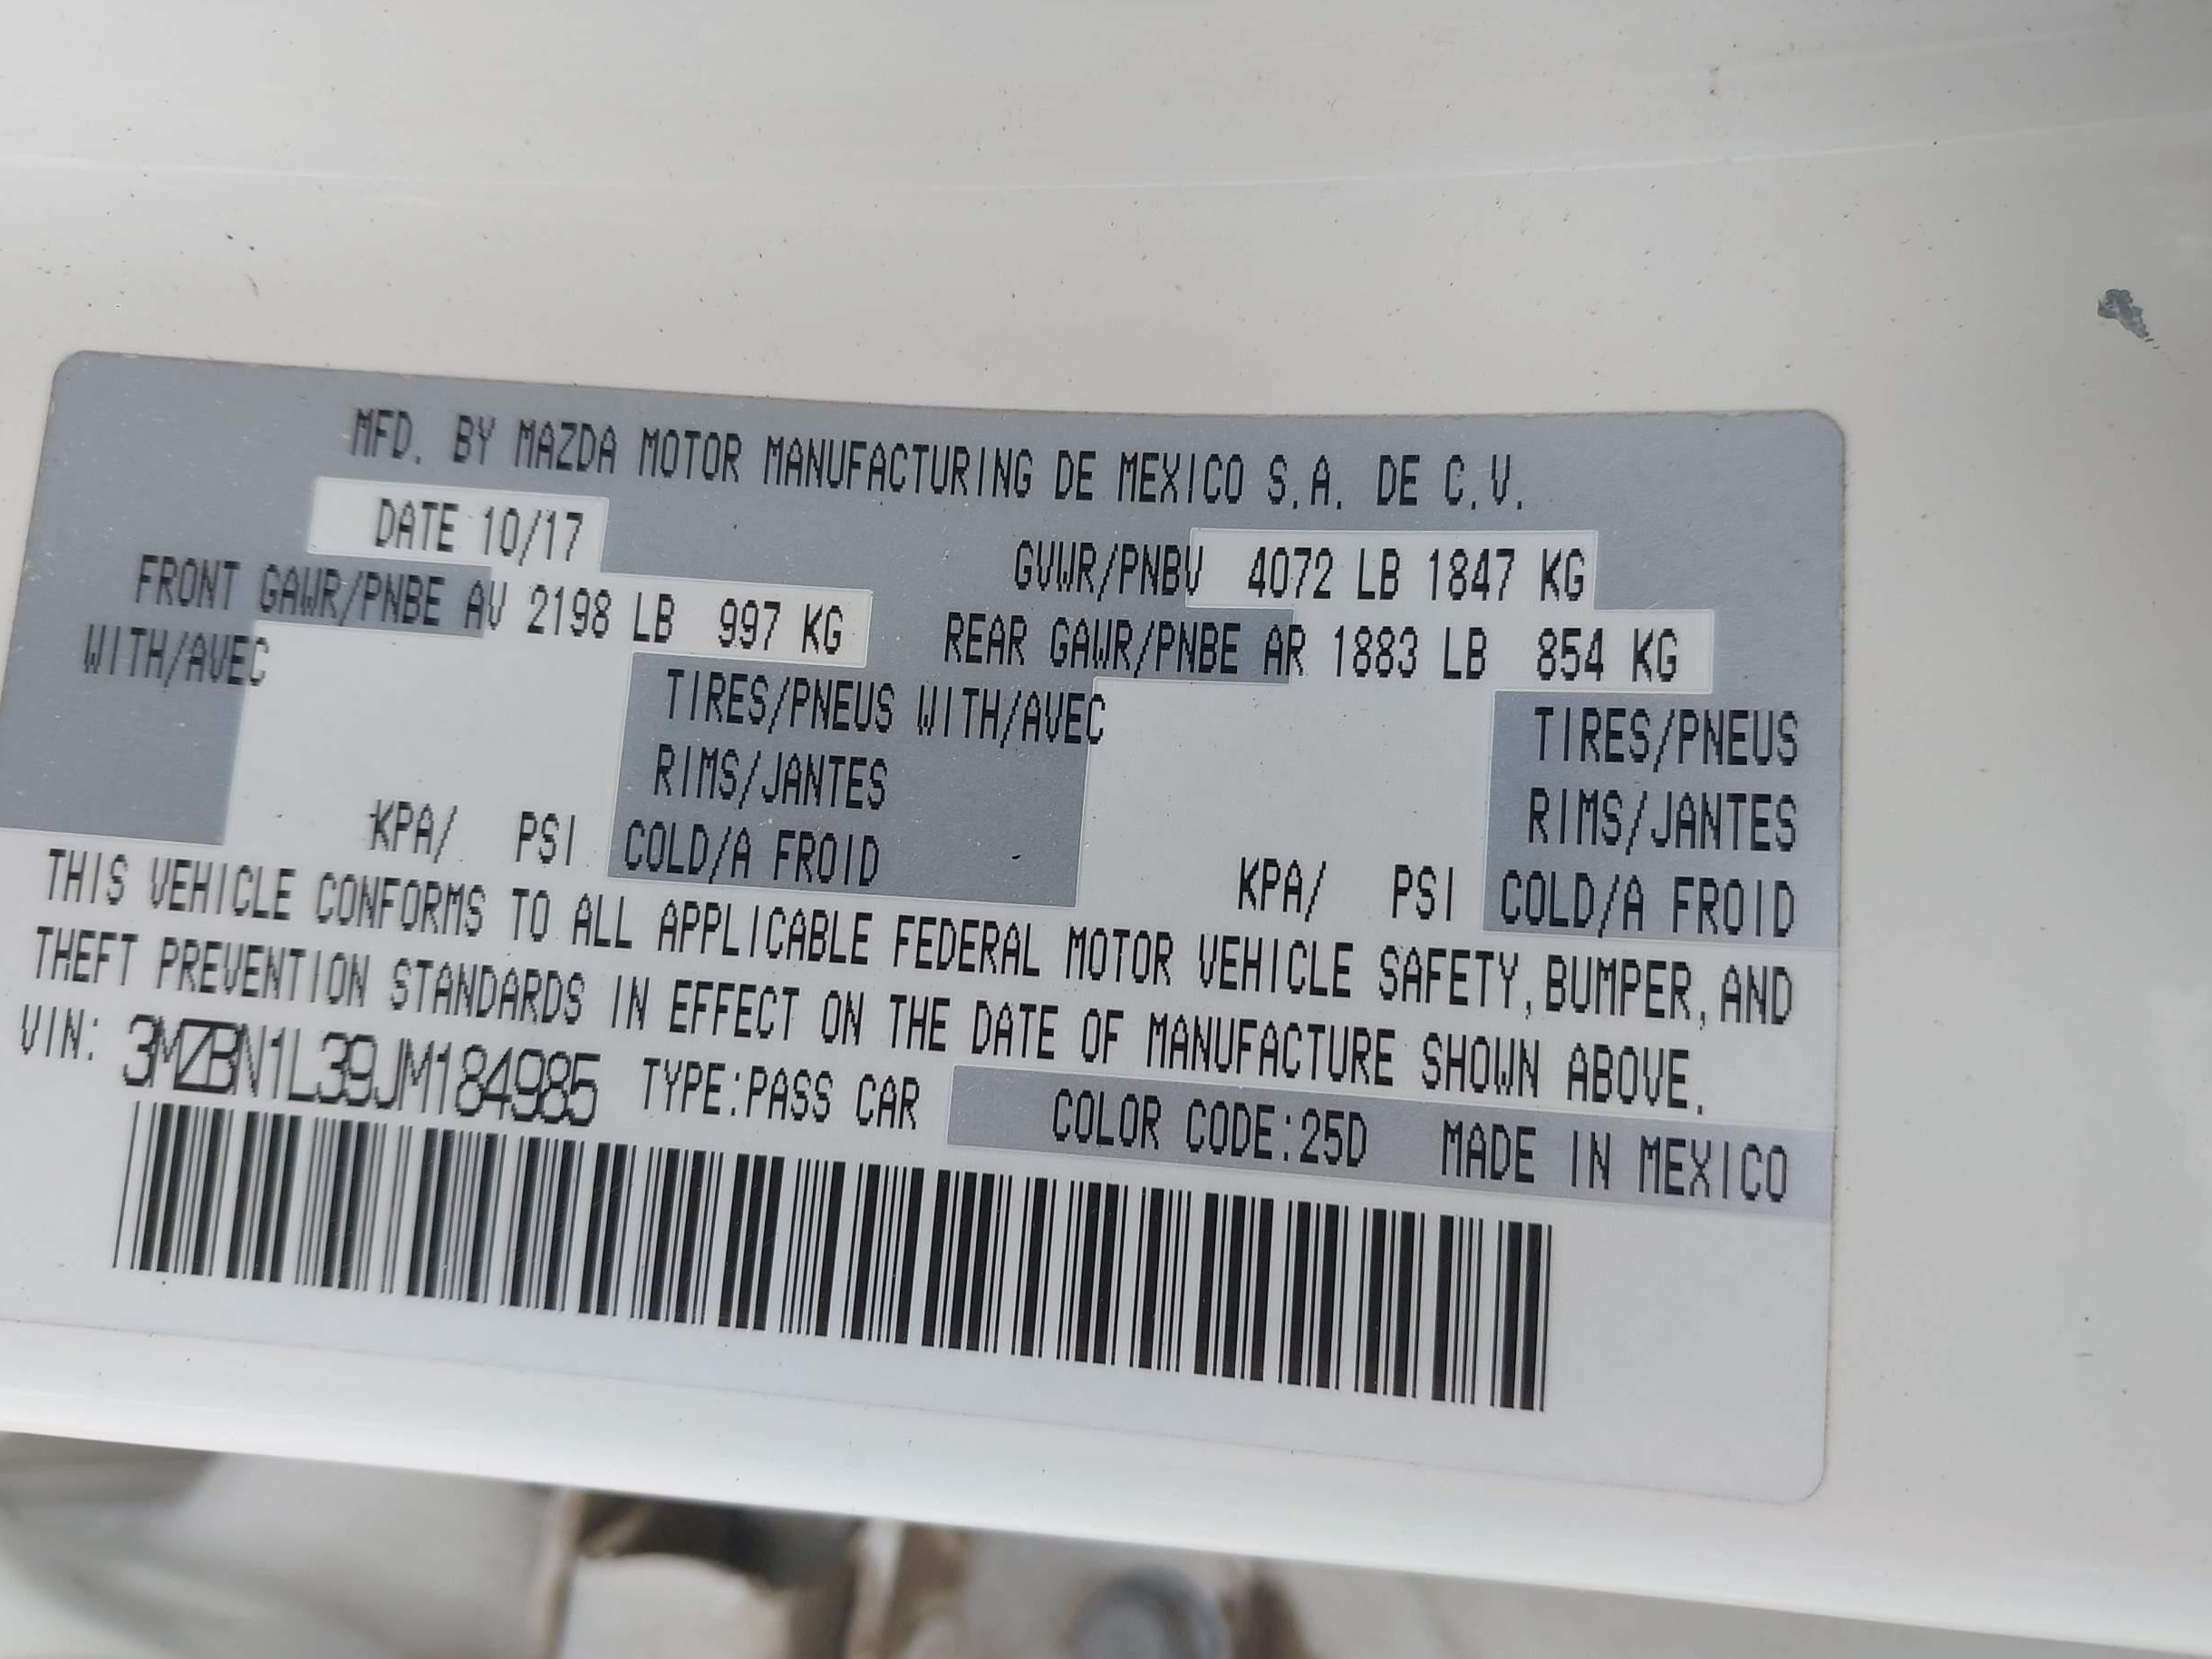 MFD. BY MAZDA MOTOR MANUFACTURING DE MEXICO S.A. DE C.V.
DATE 10/17
GVWR/PNBV 4072 LB 1847 KG
FRONT GAWR/PNBE AV 2198 LB 997 KG
REAR GAWR/PNBE AR 1883 LB 854 KG
WITH/AVEC TIRES/PNEUS WITH/AVEC TIRES/PNEUS
RIMS/JANTES RIMS/JANTES
KPA/ PSI COLD/A FROID KPA/ PSI COLD/A FROID
THIS VEHICLE CONFORMS TO ALL APPLICABLE FEDERAL MOTOR VEHICLE SAFETY, BUMPER, AND
THEFT PREVENTION STANDARDS IN EFFECT ON THE DATE OF MANUFACTURE SHOWN ABOVE.
VIN: 3MZBN1L39JM184985 TYPE:PASS CAR COLOR CODE:25D MADE IN MEXICO